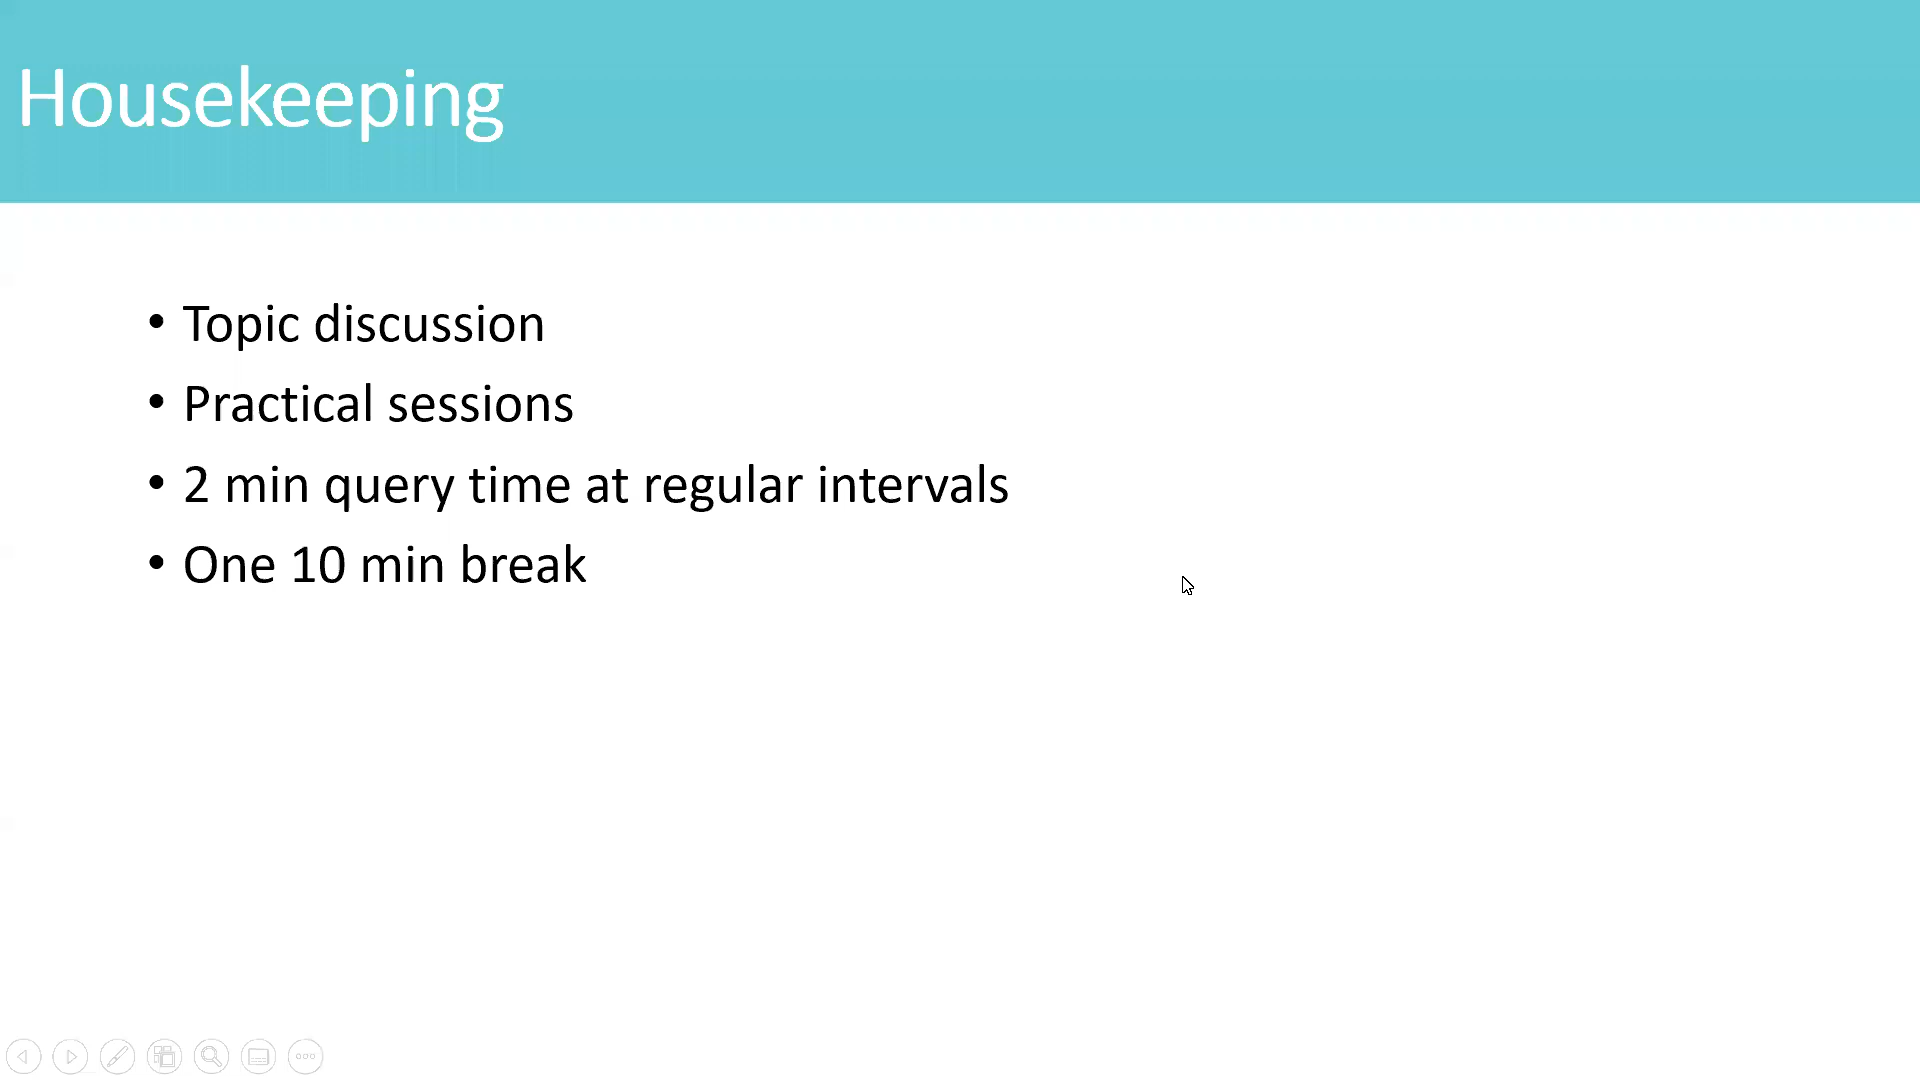 Housekeeping
• Topic discussion
• Practical sessions
• 2 min query time at regular intervals
• One 10 min break